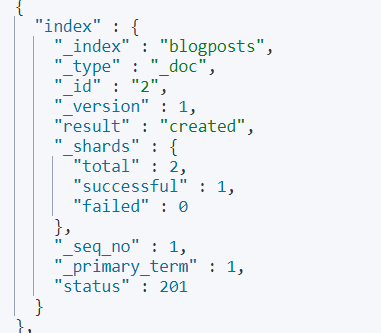 {
"index" : {
"_index" : "blogposts",
"_type" : "_doc",
"_id" : "2",
"_version" : 1,
"result" : "created",
"_shards" : {
"total" : 2,
"successful" : 1,
"failed" : 0
},
"_seq_no" : 1,
"_primary_term" : 1,
"status" : 201
}
},